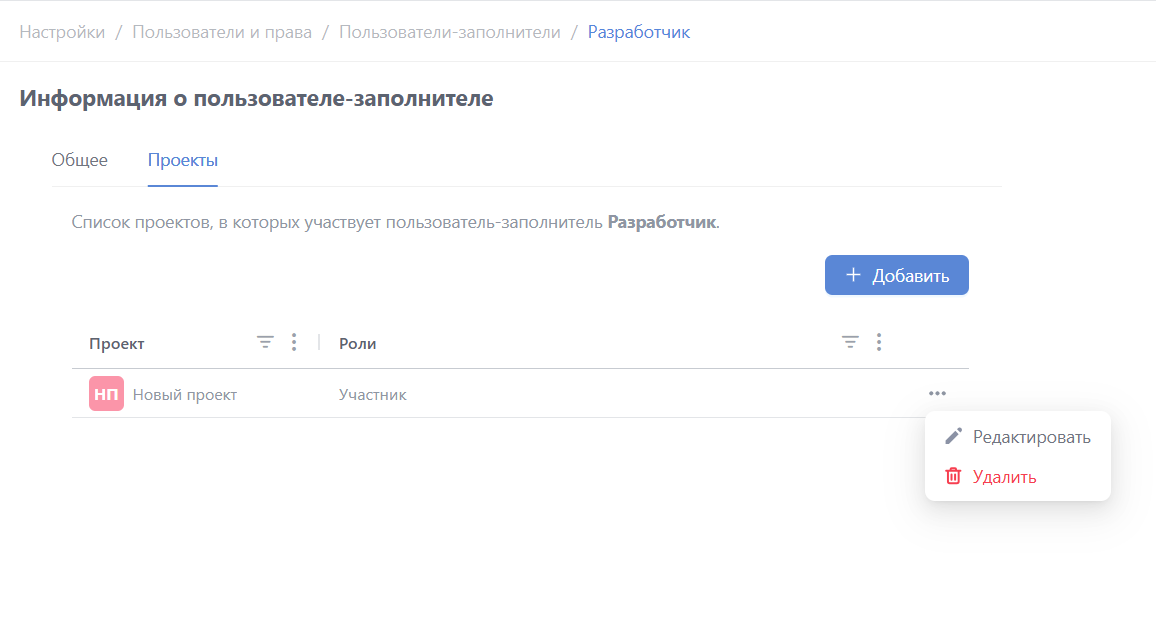 Настройки / Пользователи и права / Пользователи-заполнители / Разработчик
Информация о пользователе-заполнителе
Общее Проекты
Список проектов, в которых участвует пользователь-заполнитель Разработчик.
Добавить
Проект Роли
НП Новый проект Участник
Редактировать
Удалить